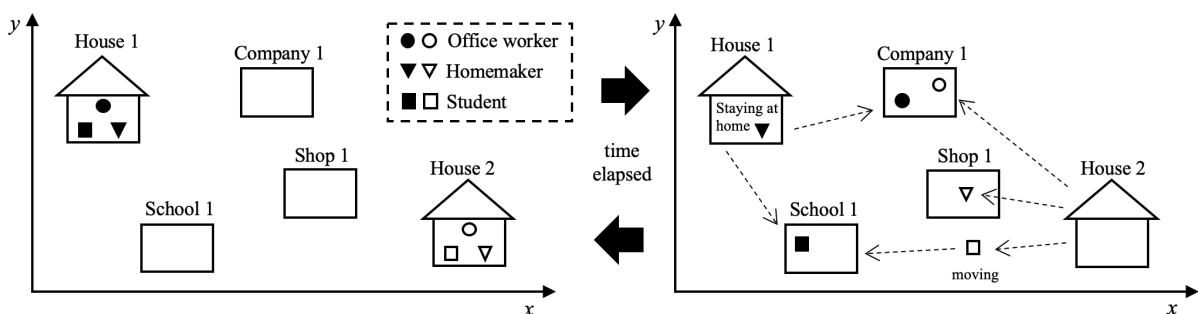 y
House 1
Company 1
Office worker
Homemaker
Student
Shop 1
House 2
School 1
x
time
elapsed
y
House 1
Company 1
Staying at
home
Shop 1
House 2
School 1
moving
x